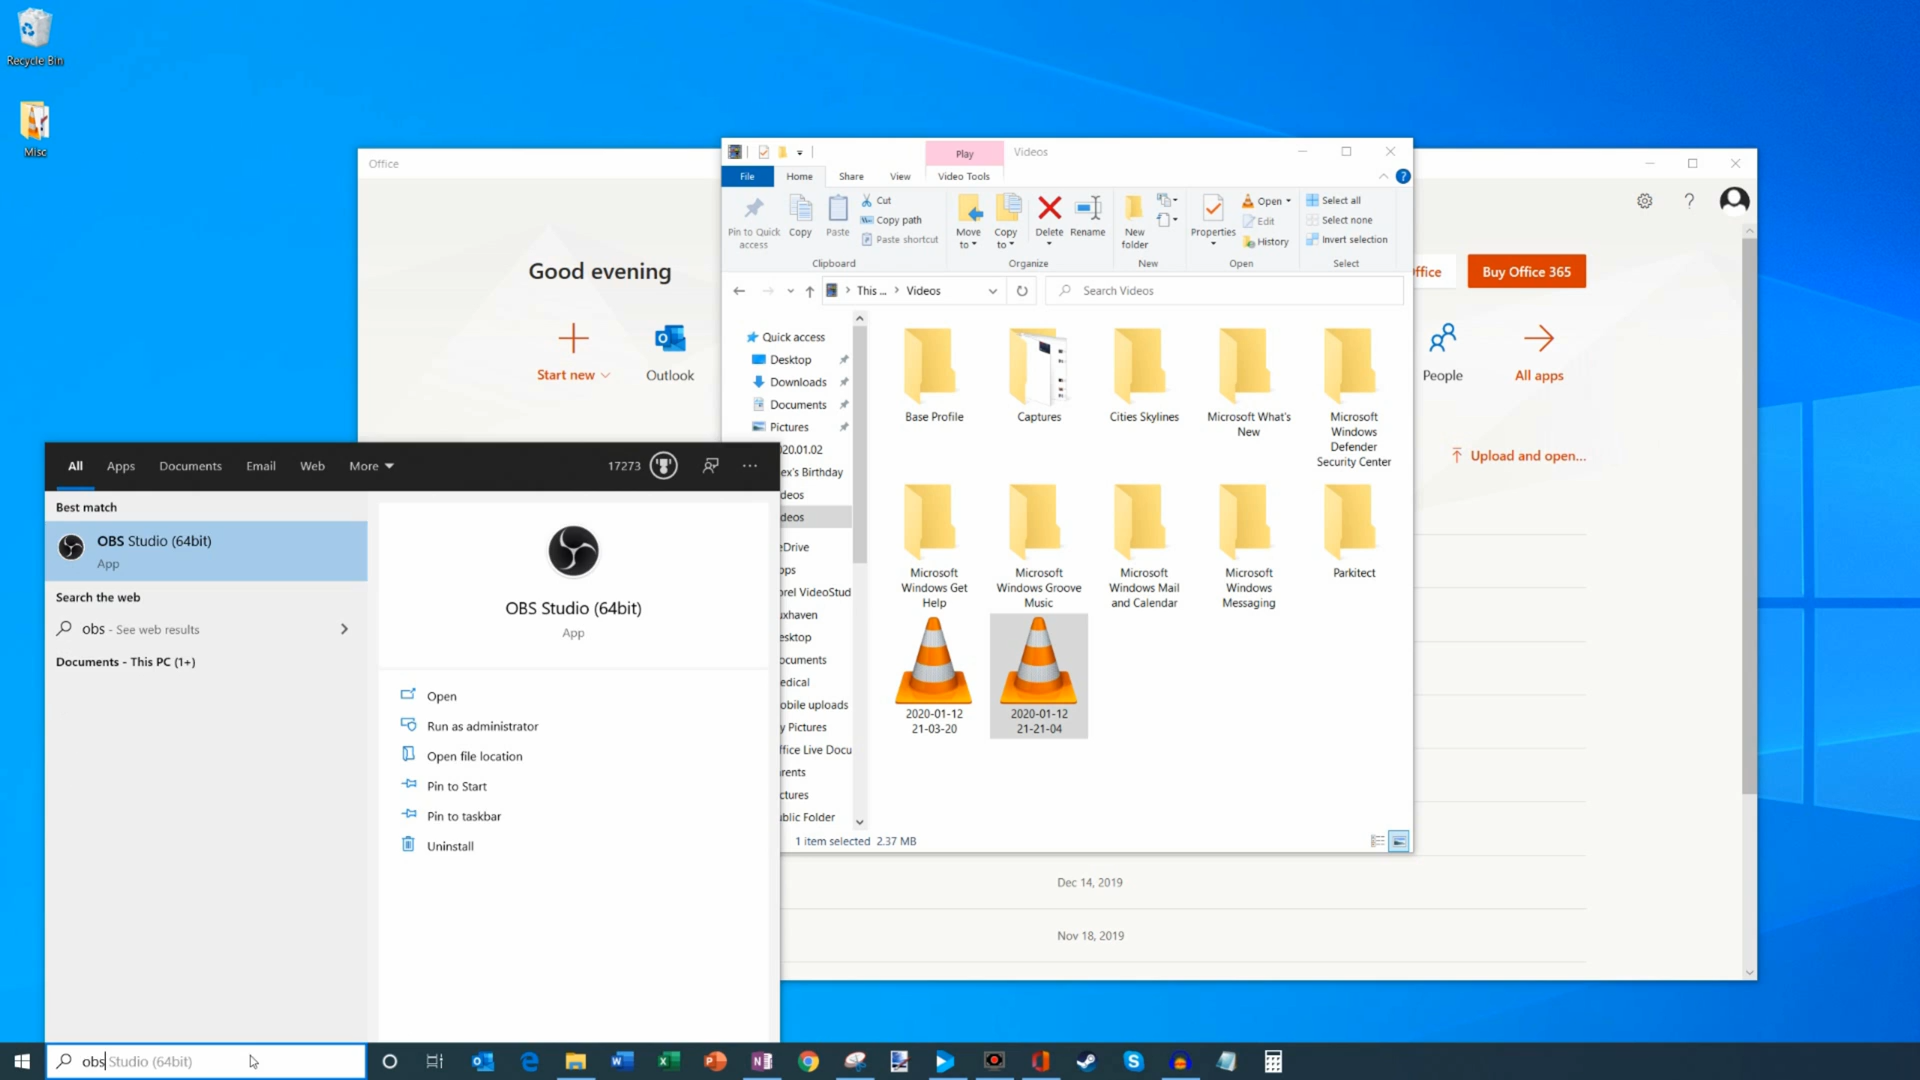 Recycle Bin
Misc
Office
Good evening
Start new
Outlook
ffice
Buy Office 365
People
All apps
Upload and open...
Dec 14, 2019
Nov 18, 2019
Play
Videos
File
Home
Share
View
Video Tools
Pin to Quick
access
Copy
Paste
Cut
Copy path
Paste shortcut
Clipboard
Move
to
Copy
to
Delete
Rename
Organize
New
folder
New
Properties
Open
Edit
History
Open
Select all
Select none
Invert selection
Select
This ...
Videos
Search Videos
Quick access
Desktop
Downloads
Documents
Pictures
020.01.02
ex's Birthday
deos
deos
eDrive
ops
orel VideoStud
uxhaven
esktop
ocuments
edical
obile uploads
y Pictures
ffice Live Docu
rents
ctures
ublic Folder
Base Profile
Captures
Cities Skylines
Microsoft What's
New
Microsoft
Windows
Defender
Security Center
Microsoft
Windows Get
Help
Microsoft
Windows Groove
Music
Microsoft
Windows Mail
and Calendar
Microsoft
Windows
Messaging
Parkitect
2020-01-12
21-03-20
2020-01-12
21-21-04
1 item selected 2.37 MB
All
Apps
Documents
Email
Web
More
17273
Best match
OBS Studio (64bit)
App
Search the web
obs - See web results
Documents - This PC (1+)
OBS Studio (64bit)
App
Open
Run as administrator
Open file location
Pin to Start
Pin to taskbar
Uninstall
obs Studio (64bit)